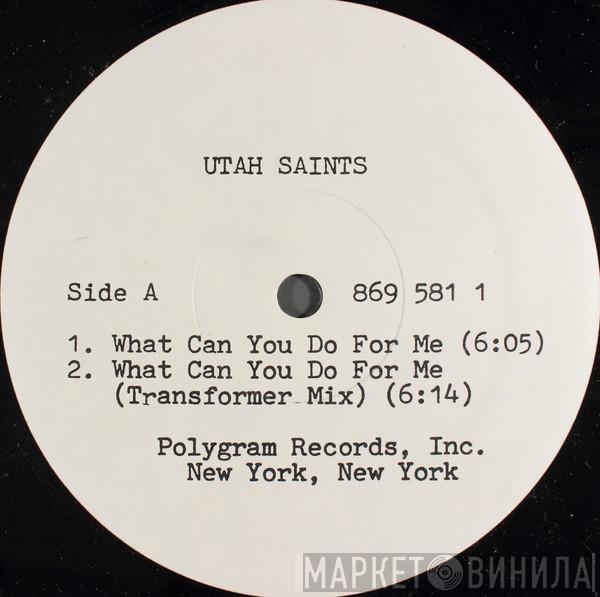 UTAH SAINTS
Side A 869 581 1
1. What Can You Do For Me (6:05)
2. What Can You Do For Me
(Transformer Mix) (6:14)
Polygram Records, Inc.
New York, New York
МАРКЕТ ВИНИЛА